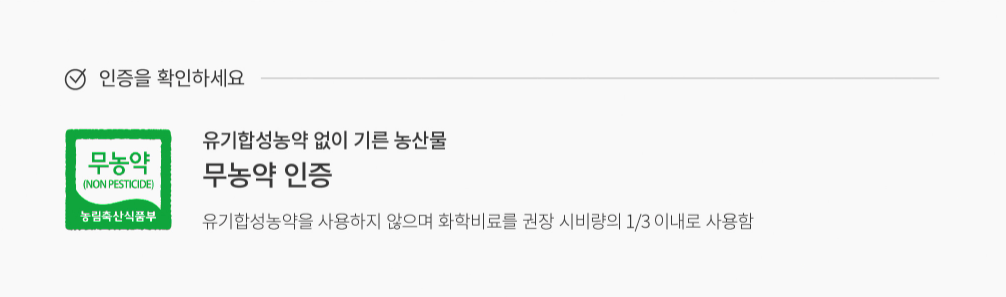 인증을 확인하세요
유기합성농약 없이 기른 농산물
무농약 인증
무농약
(NON PESTICIDE)
농림축산식품부
유기합성농약을 사용하지 않으며 화학비료를 권장 시비량의 1/3 이내로 사용함